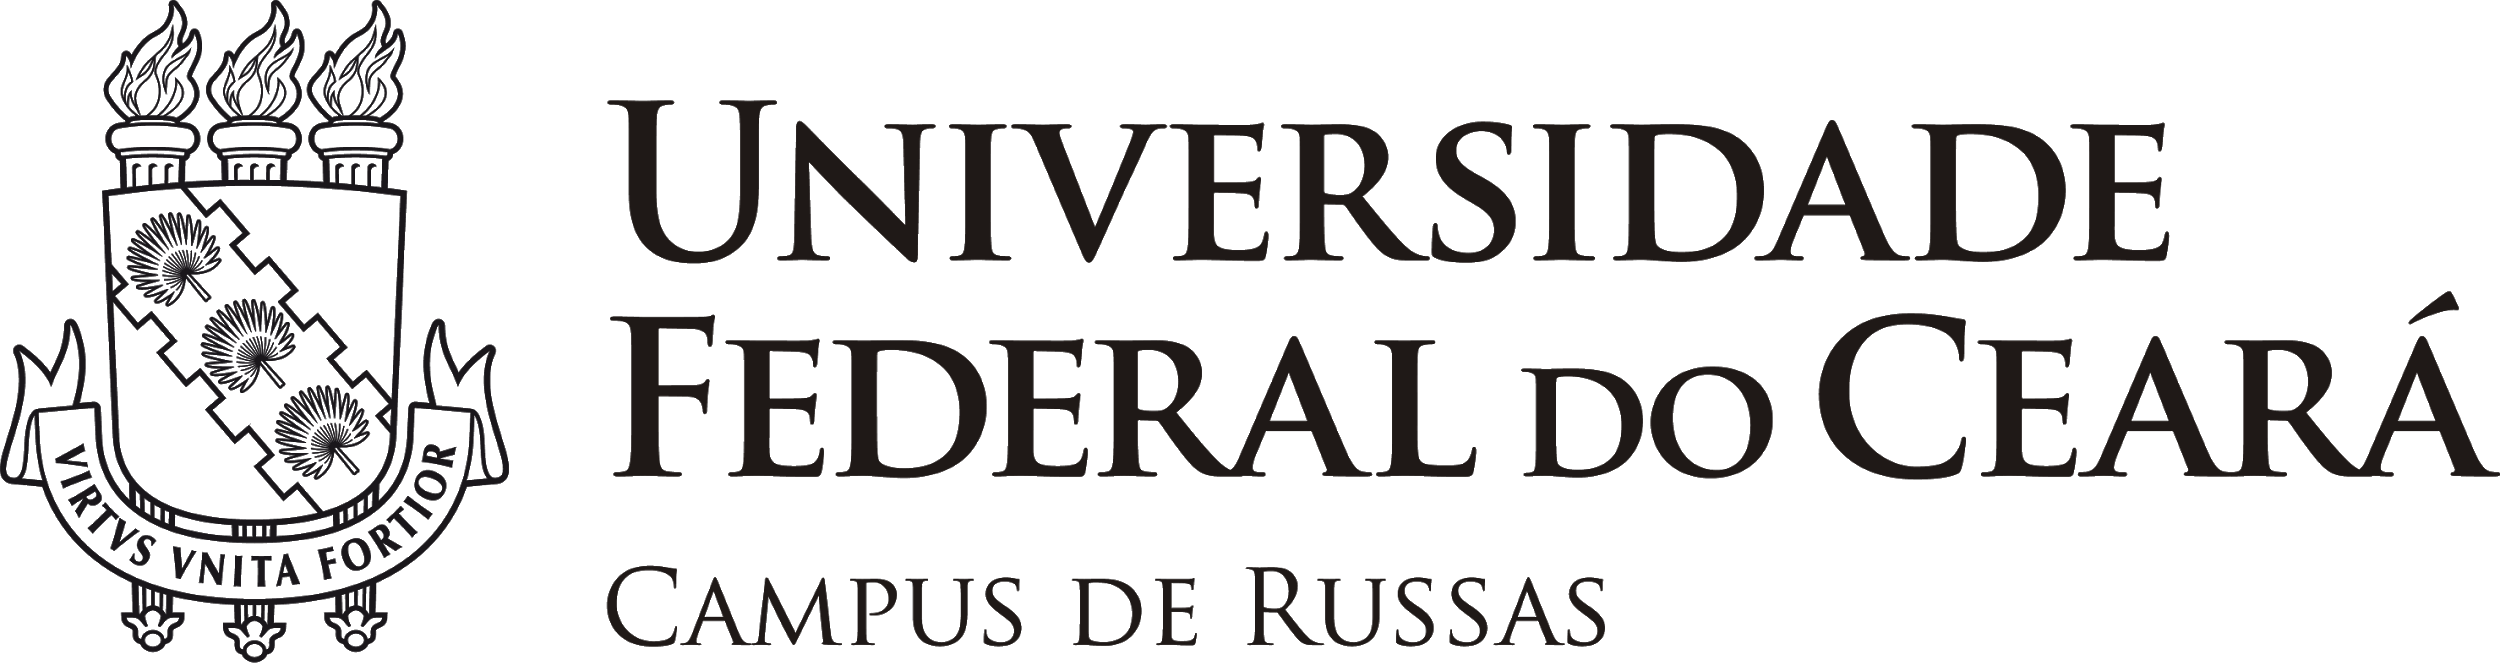 VIRTVS VNITA FORTIOR
UNIVERSIDADE
FEDERAL DO CEARÁ
CAMPUS DE RUSSAS